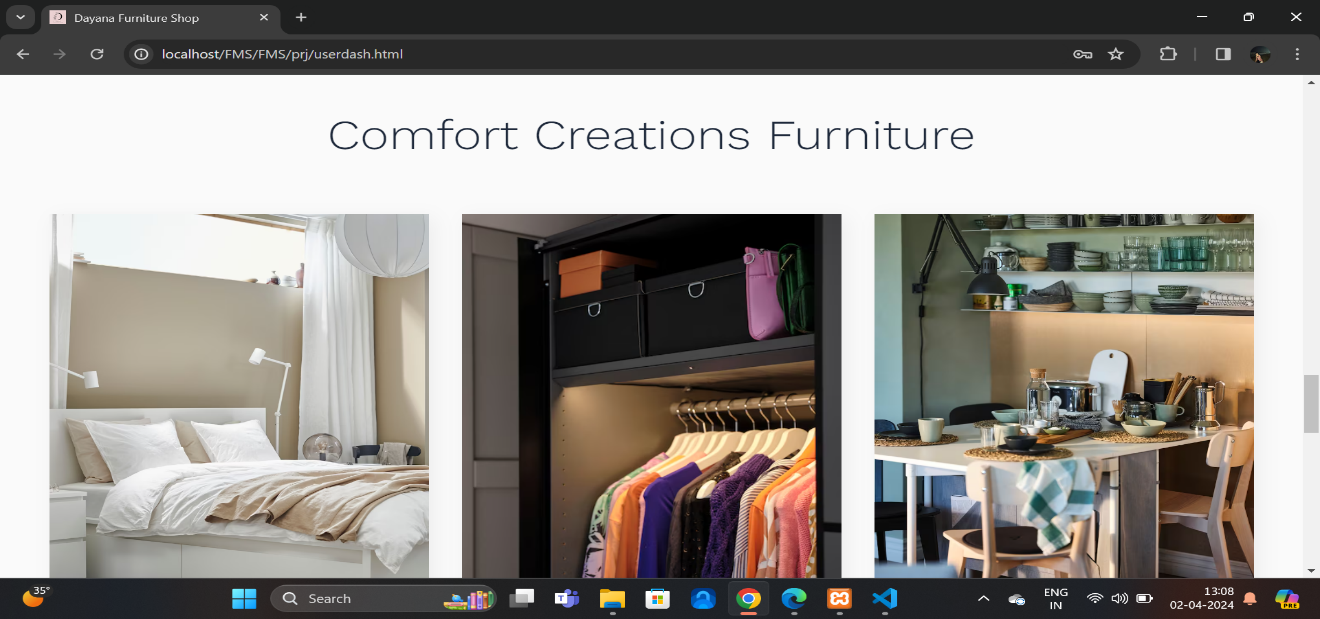 Dayana Furniture Shop
localhost/FMS/FMS/prj/userdash.html
Comfort Creations Furniture
35°
Search
ENG
IN
13:08
02-04-2024
PRE